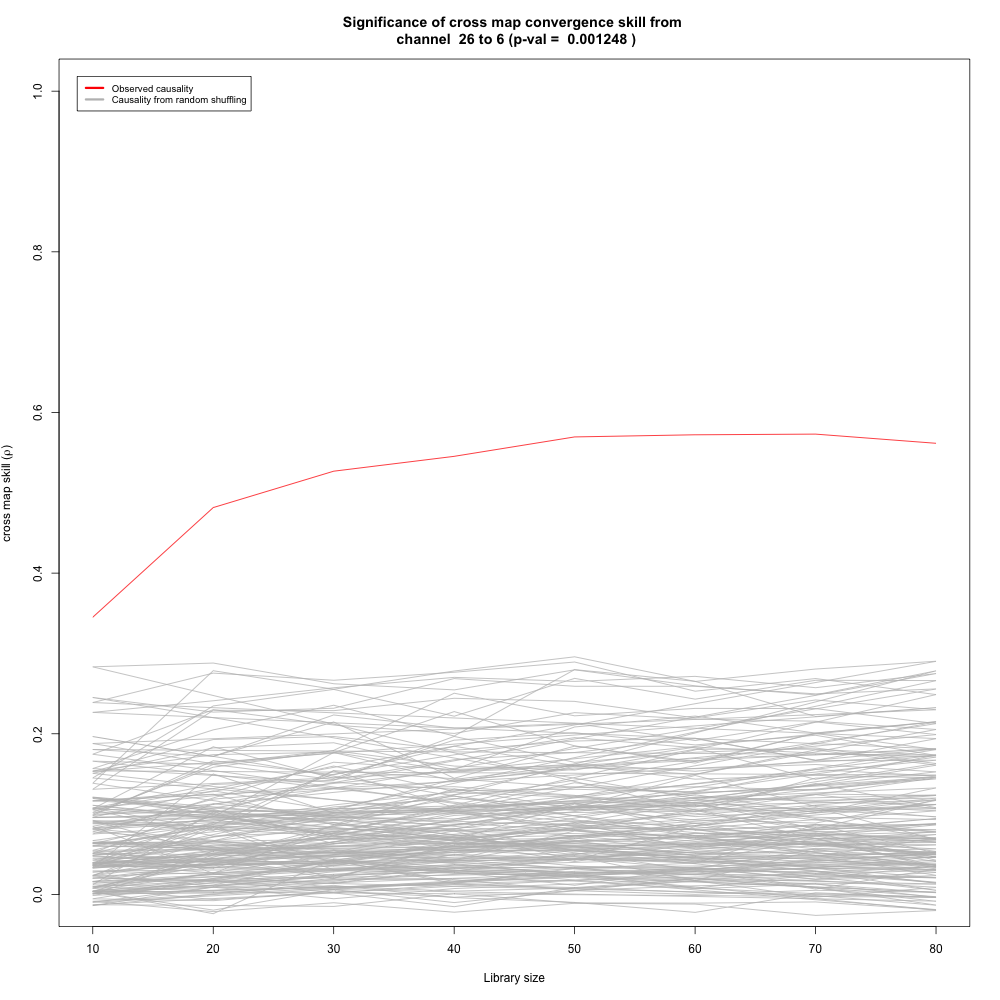 Significance of cross map convergence skill from
channel  26 to 6 (p-val =  0.001248 )
Observed causality
Causality from random shuffling
1.0
0.8
0.6
0.4
0.2
0.0
cross map skill (ρ)
10 20 30 40 50 60 70 80
Library size